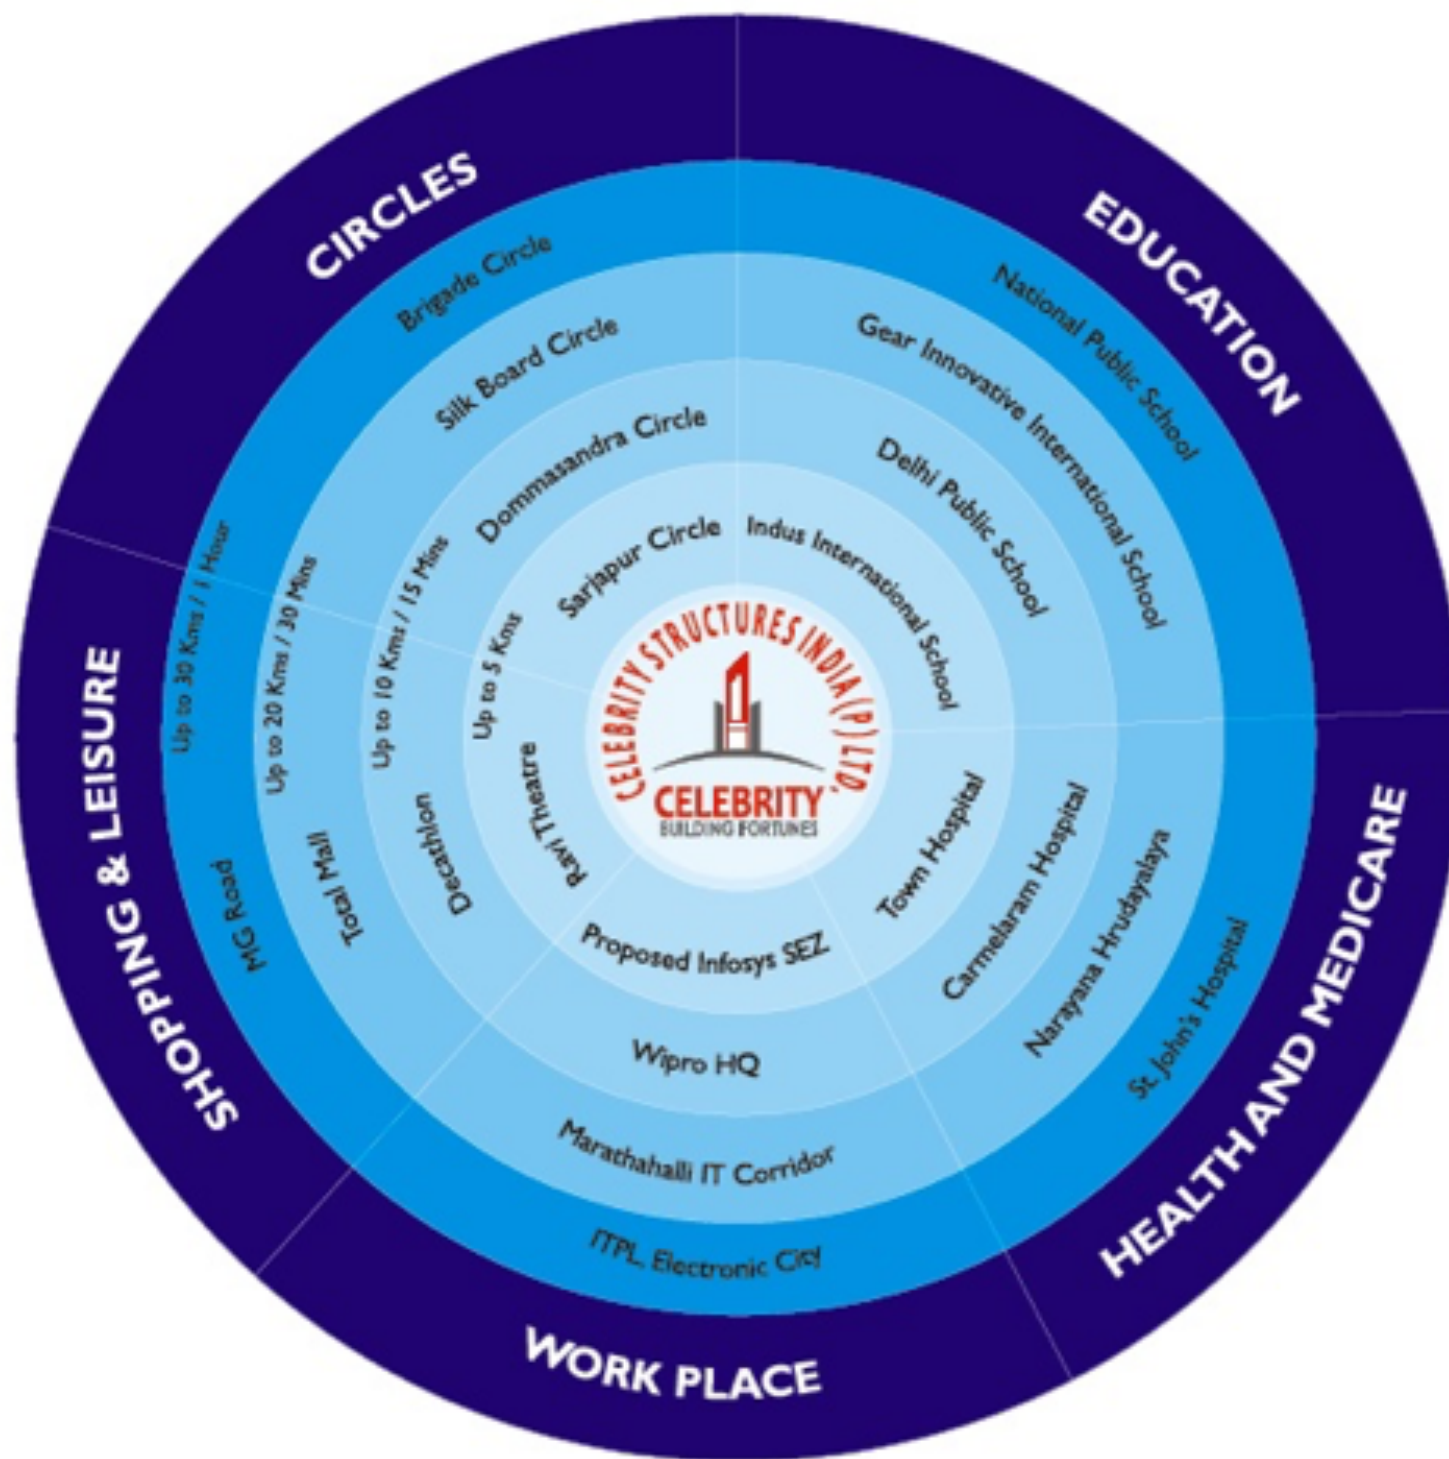 CIRCLES
Brigade Circle
Silk Board Circle
Dommasandra Circle
Sarjapur Circle
EDUCATION
National Public School
Gear Innovative International School
Delhi Public School
Indus International School
HEALTH AND MEDICARE
St. John's Hospital
Narayana Hrudayalaya
Carmelaram Hospital
Town Hospital
WORK PLACE
ITPL, Electronic City
Marathahalli IT Corridor
Wipro HQ
Proposed Infosys SEZ
SHOPPING & LEISURE
MG Road
Total Mall
Decathlon
Ravi Theatre
Up to 30 Kms / 1 Hour
Up to 20 Kms / 30 Mins
Up to 10 Kms / 15 Mins
Up to 5 Kms
CELEBRITY STRUCTURES INDIA (P) LTD.
CELEBRITY
BUILDING FORTUNES